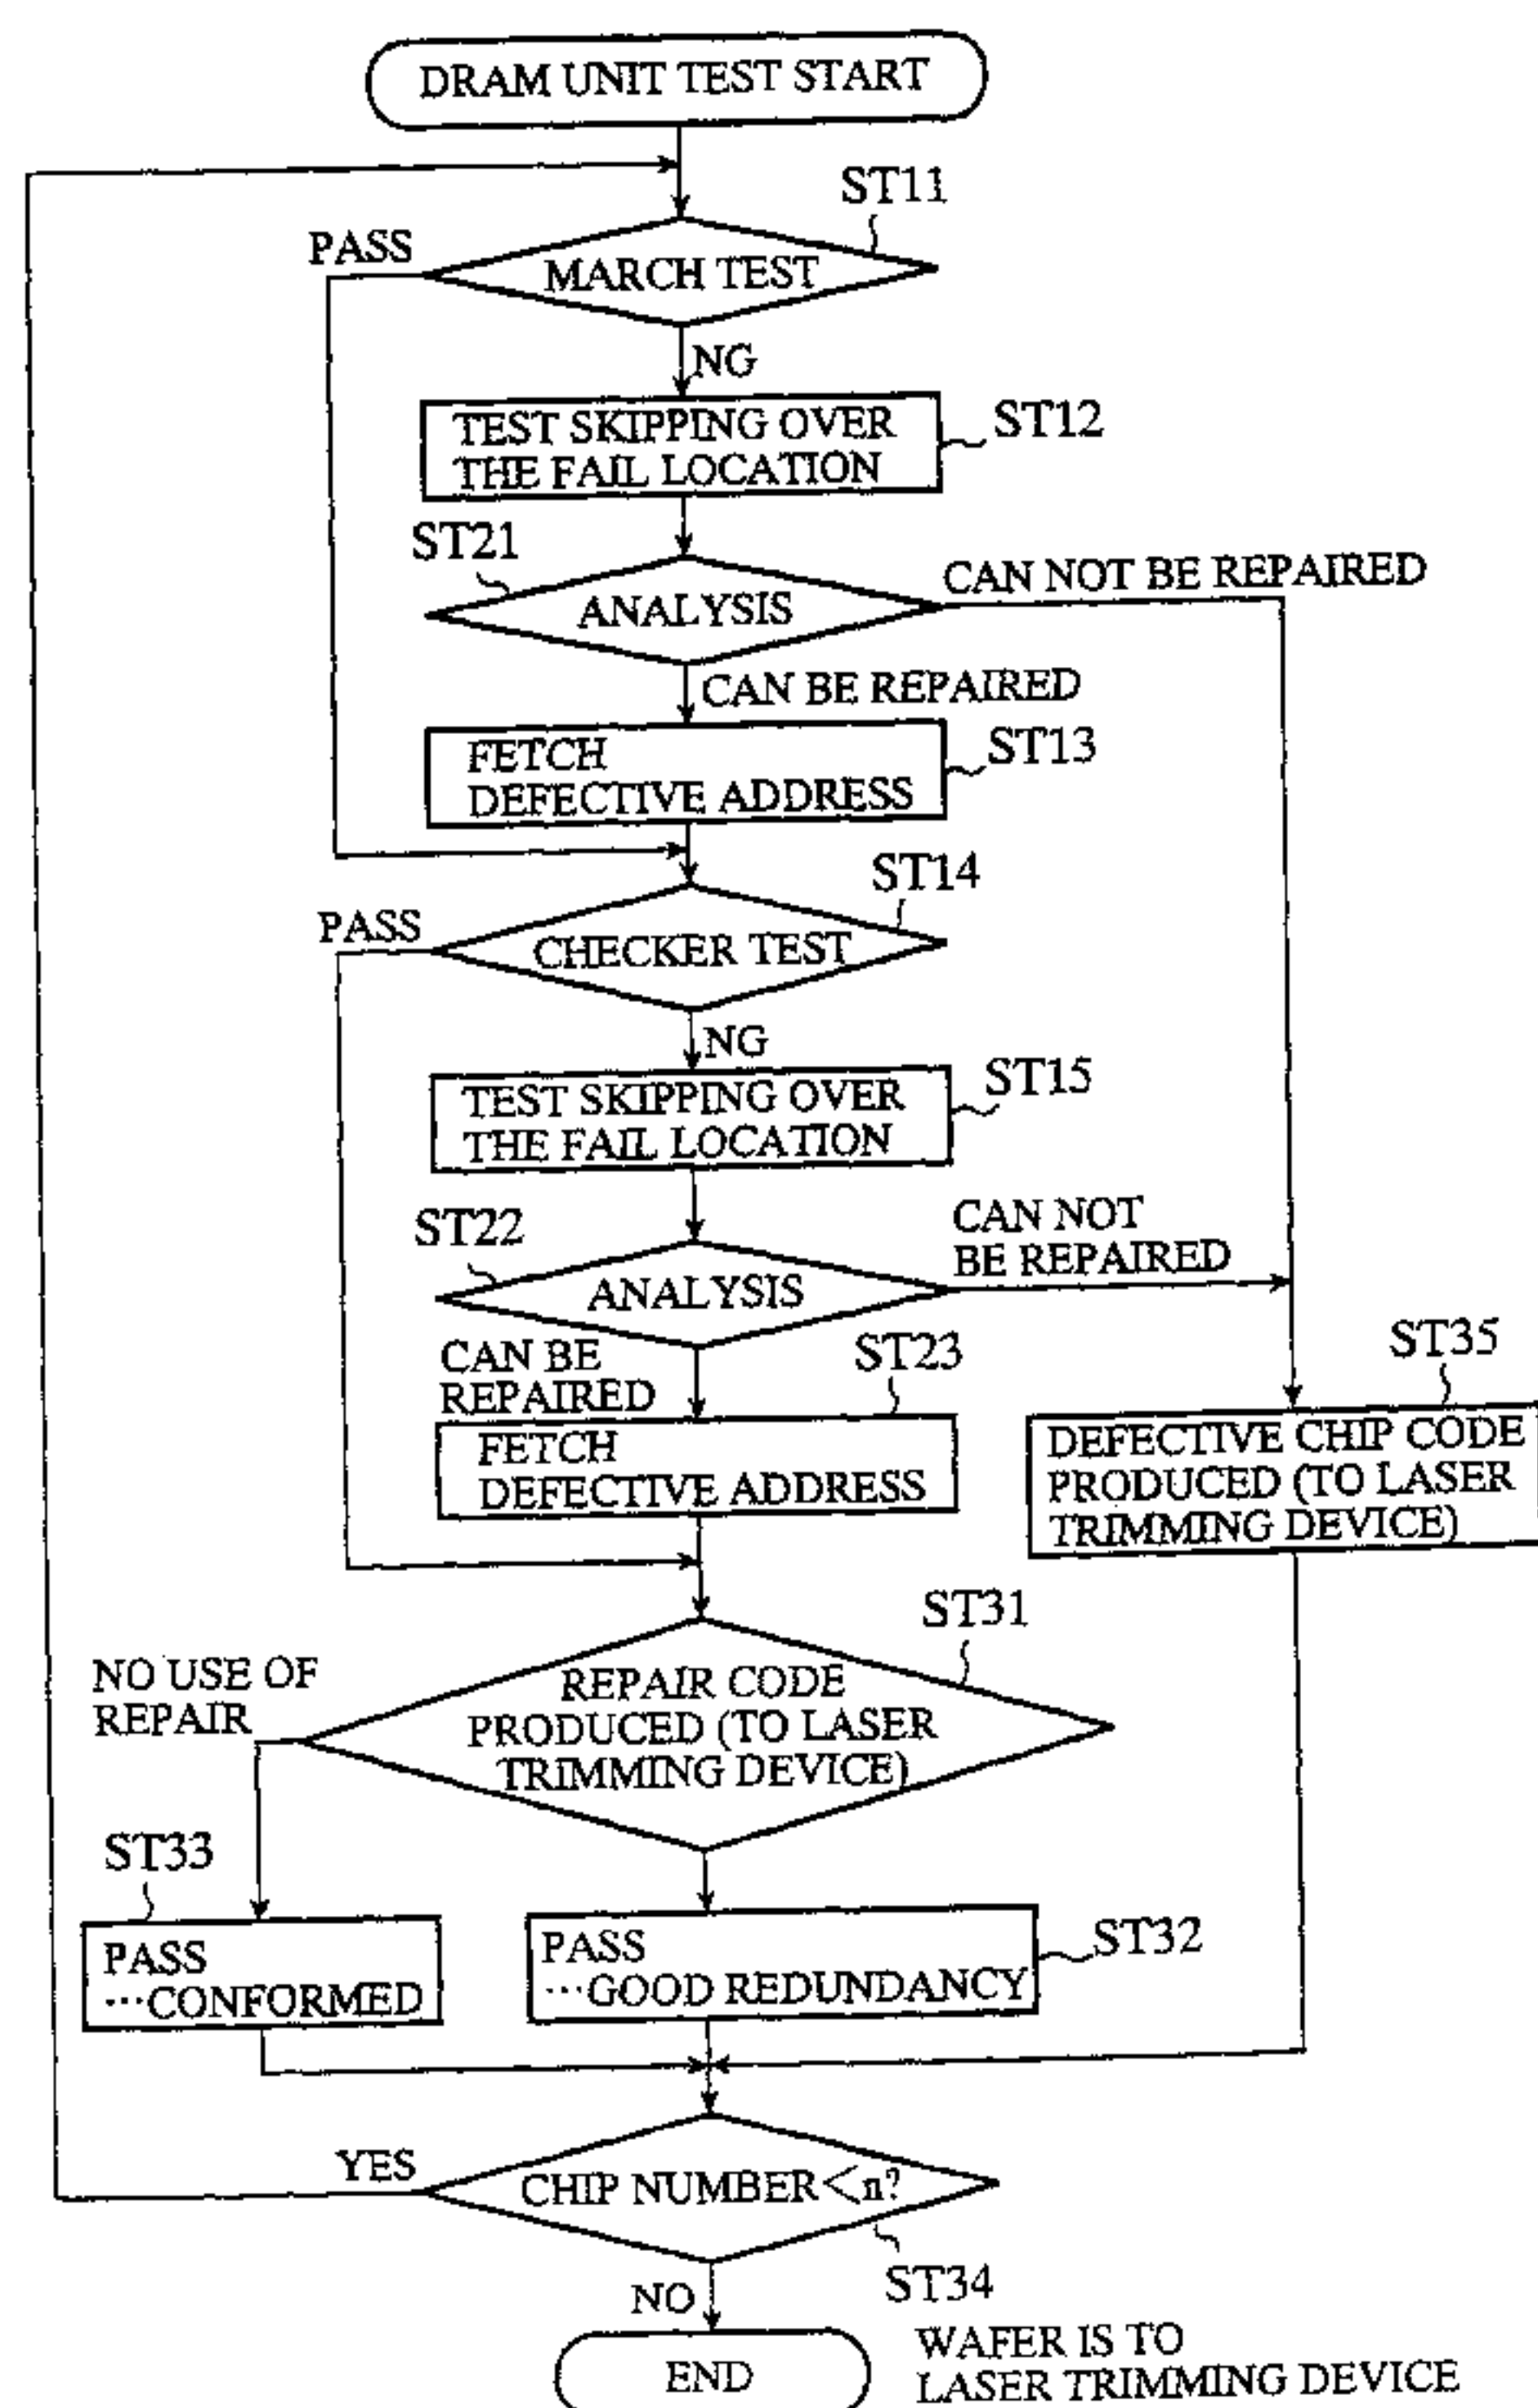 DRAM UNIT TEST START
ST11
PASS
MARCH TEST
NG
TEST SKIPPING OVER
THE FAIL LOCATION
ST12
ST21
ANALYSIS
CAN NOT BE REPAIRED
CAN BE REPAIRED
FETCH
DEFECTIVE ADDRESS
ST13
ST14
PASS
CHECKER TEST
NG
TEST SKIPPING OVER
THE FAIL LOCATION
ST15
ST22
ANALYSIS
CAN NOT
BE REPAIRED
CAN BE
REPAIRED
ST23
FETCH
DEFECTIVE ADDRESS
ST35
DEFECTIVE CHIP CODE
PRODUCED (TO LASER
TRIMMING DEVICE)
ST31
NO USE OF
REPAIR
REPAIR CODE
PRODUCED (TO LASER
TRIMMING DEVICE)
ST33
PASS
···CONFORMED
PASS
···GOOD REDUNDANCY
ST32
YES
CHIP NUMBER<n?
ST34
NO
END
WAFER IS TO
LASER TRIMMING DEVICE